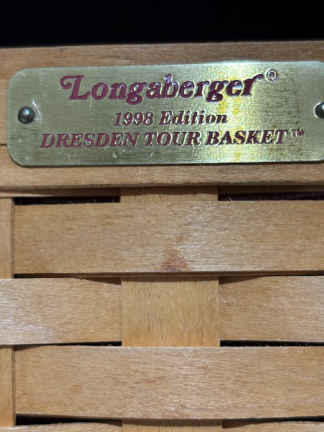 Longaberger®
1998 Edition
DRESDEN TOUR BASKET™